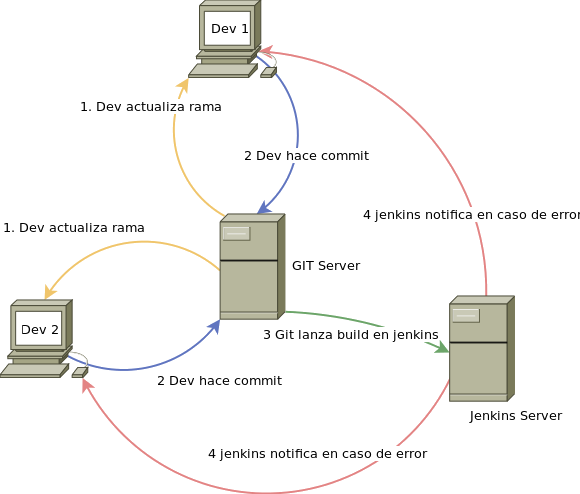 Dev 1
1. Dev actualiza rama
2 Dev hace commit
4 jenkins notifica en caso de error
1. Dev actualiza rama
GIT Server
Dev 2
3 Git lanza build en jenkins
2 Dev hace commit
Jenkins Server
4 jenkins notifica en caso de error